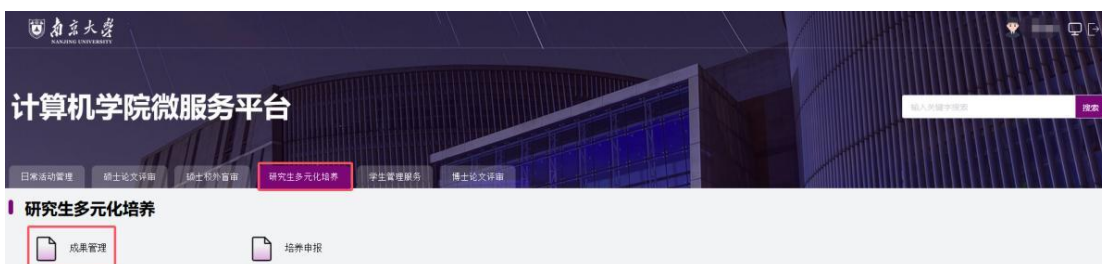 南京大学
NANJING UNIVERSITY
计算机学院微服务平台
输入关键字搜索 搜索
日常活动管理 硕士论文评审 硕士校外盲审 研究生多元化培养 学生管理服务 博士论文评审
研究生多元化培养
成果管理 培养申报